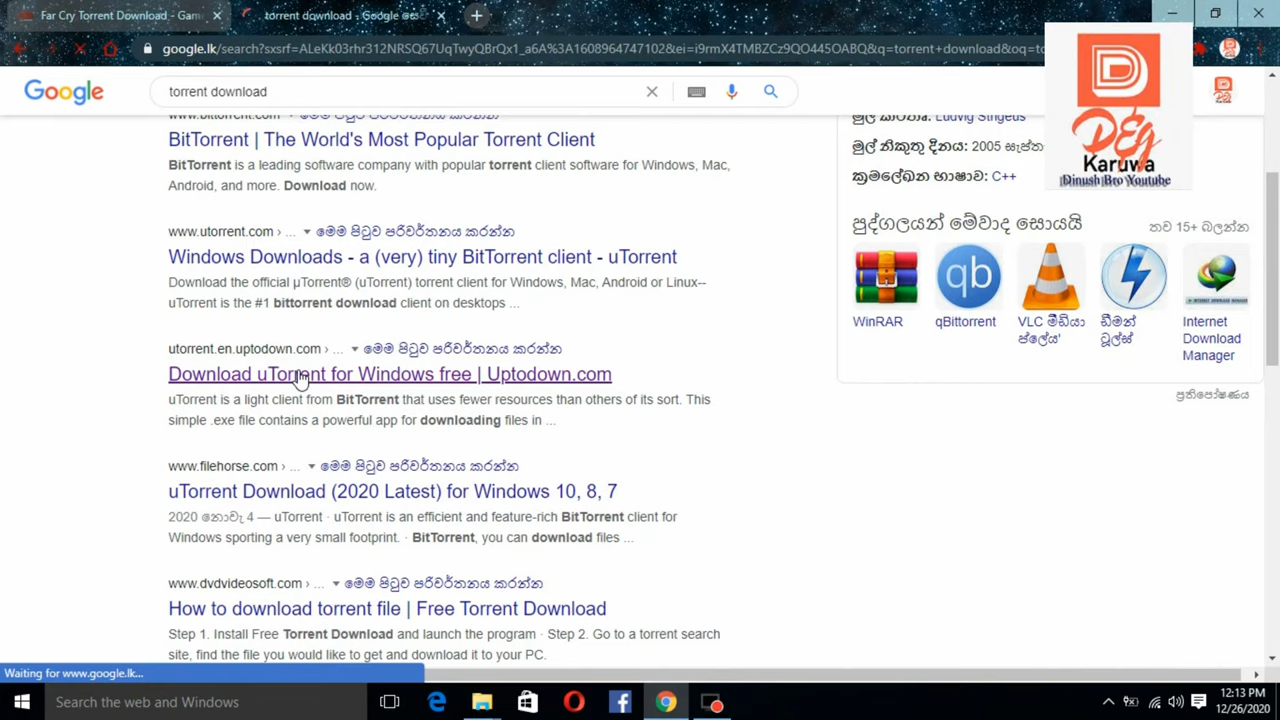 Far Cry Torrent Download - Gam
torrent download - Google සෙ
google.lk/search?sxsrf=ALeKk03rhr312NRSQ67UqTwyQBrQx1_a6A%3A1608964747102&ei=i9rmX4TMBZCz9QO445OABQ&q=torrent+download&oq=to
Google
torrent download
D
DEG
Karuwa
Dinush Bro Youtube
www.bittorrent.com
BitTorrent | The World's Most Popular Torrent Client
BitTorrent is a leading software company with popular torrent client software for Windows, Mac,
Android, and more. Download now.
www.utorrent.com › ... මෙම පිටුව පරිවර්තනය කරන්න
Windows Downloads - a (very) tiny BitTorrent client - uTorrent
Download the official µTorrent® (uTorrent) torrent client for Windows, Mac, Android or Linux--
uTorrent is the #1 bittorrent download client on desktops ...
utorrent.en.uptodown.com › ... මෙම පිටුව පරිවර්තනය කරන්න
Download uTorrent for Windows free | Uptodown.com
uTorrent is a light client from BitTorrent that uses fewer resources than others of its sort. This
simple .exe file contains a powerful app for downloading files in ...
www.filehorse.com › ... මෙම පිටුව පරිවර්තනය කරන්න
uTorrent Download (2020 Latest) for Windows 10, 8, 7
2020 නොවැ 4 — uTorrent · uTorrent is an efficient and feature-rich BitTorrent client for
Windows sporting a very small footprint. · BitTorrent, you can download files ...
www.dvdvideosoft.com › ... මෙම පිටුව පරිවර්තනය කරන්න
How to download torrent file | Free Torrent Download
Step 1. Install Free Torrent Download and launch the program · Step 2. Go to a torrent search
site, find the file you would like to get and download it to your PC.
මුල් කාරක: Ludvig Strigeus
මුල් නිකුතු දිනය: 2005 සැප්ත
ක්‍රමලේඛන භාෂාව: C++
පුද්ගලයන් මේවාද සොයයි
තව 15+ බලන්න
WinRAR
qBittorrent
VLC මීඩියා
ප්ලේය'
ඩීමන්
ටූල්ස්
Internet
Download
Manager
ප්‍රතිපෝෂණය
Waiting for www.google.lk...
Search the web and Windows
12:13 PM
12/26/2020